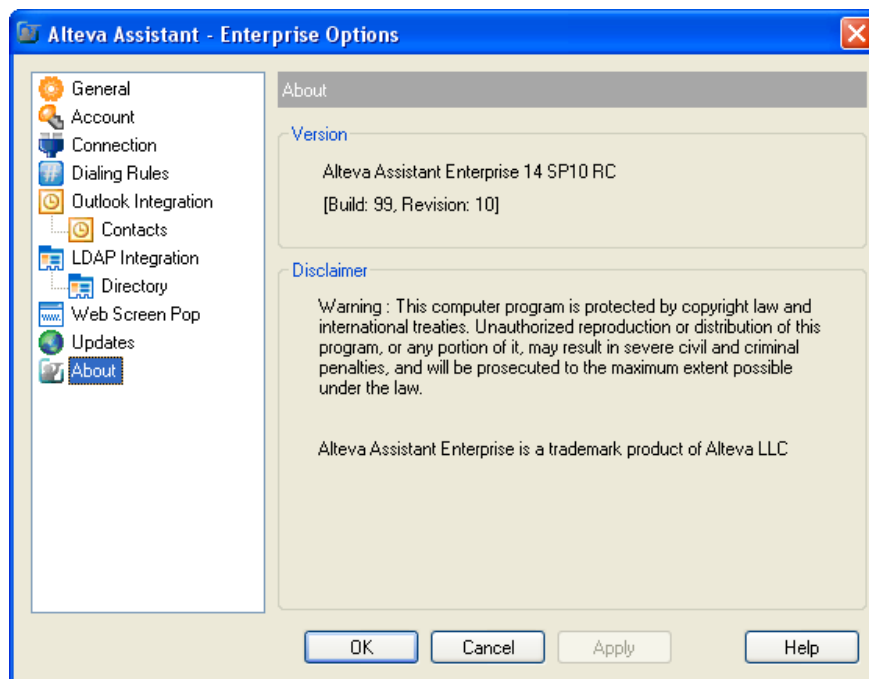 Alteva Assistant - Enterprise Options
General
Account
Connection
Dialing Rules
Outlook Integration
Contacts
LDAP Integration
Directory
Web Screen Pop
Updates
About
About
Version
Alteva Assistant Enterprise 14 SP10 RC
[Build: 99, Revision: 10]
Disclaimer
Warning : This computer program is protected by copyright law and
international treaties. Unauthorized reproduction or distribution of this
program, or any portion of it, may result in severe civil and criminal
penalties, and will be prosecuted to the maximum extent possible
under the law.
Alteva Assistant Enterprise is a trademark product of Alteva LLC
OK
Cancel
Apply
Help